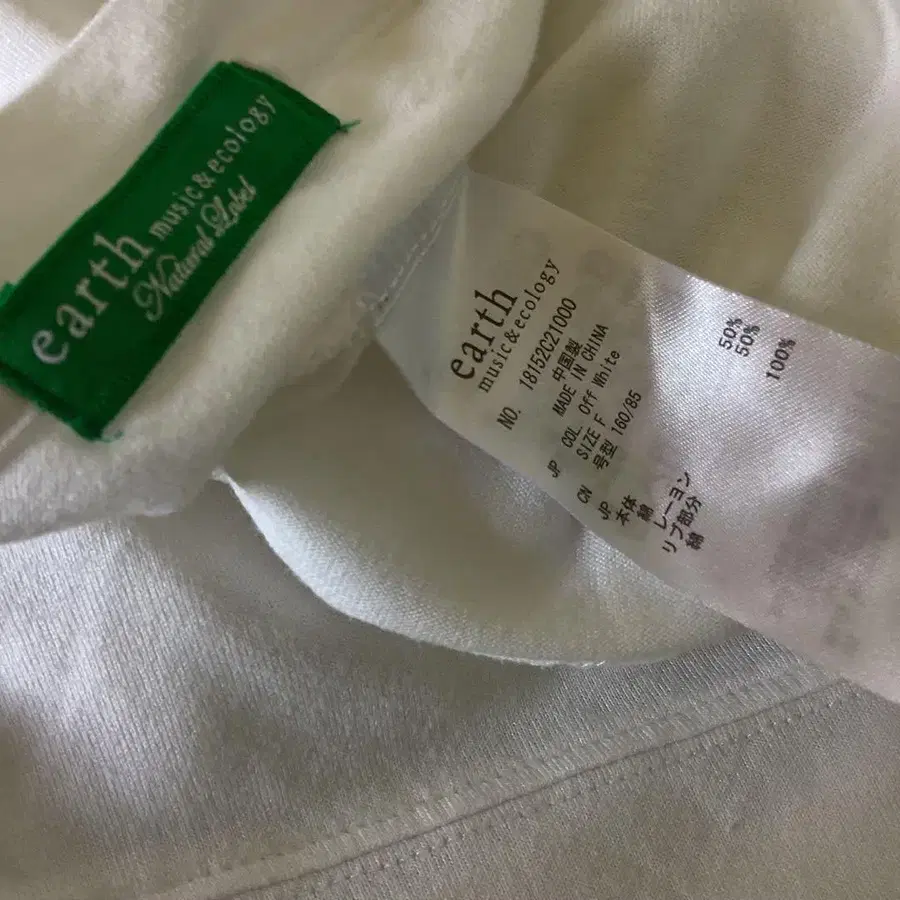 earth
music&ecology
Natural Label
earth
music&ecology
NO. 18152C21000
中国製
MADE IN CHINA
JP COL. Off White
SIZE F
CN 号型 160/85
JP 本体 綿 50%
レーヨン 50%
リブ部分
綿 100%